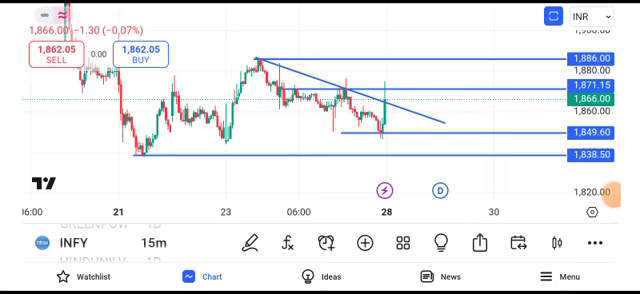 INR
1,866.00 −1.30 (−0.07%)
1,862.05
SELL
0.00
1,862.05
BUY
1,886.00
1,880.00
1,871.15
1,866.00
1,860.00
1,849.60
1,838.50
1,820.00
D
06:00
21
23
06:00
28
30
INFY
15m
Watchlist
Chart
Ideas
News
Menu